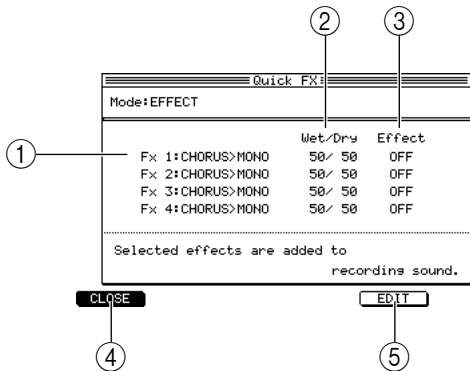 ② ③
Quick FX
Mode:EFFECT
Wet/Dry Effect
① Fx 1:CHORUS>MONO 50/ 50 OFF
Fx 2:CHORUS>MONO 50/ 50 OFF
Fx 3:CHORUS>MONO 50/ 50 OFF
Fx 4:CHORUS>MONO 50/ 50 OFF
Selected effects are added to
recording sound.
CLOSE EDIT
④ ⑤